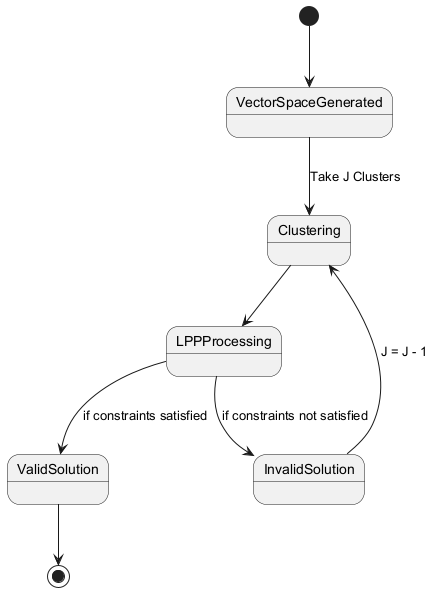 VectorSpaceGenerated
Take J Clusters
Clustering
LPPProcessing
J = J - 1
if constraints satisfied
if constraints not satisfied
ValidSolution
InvalidSolution